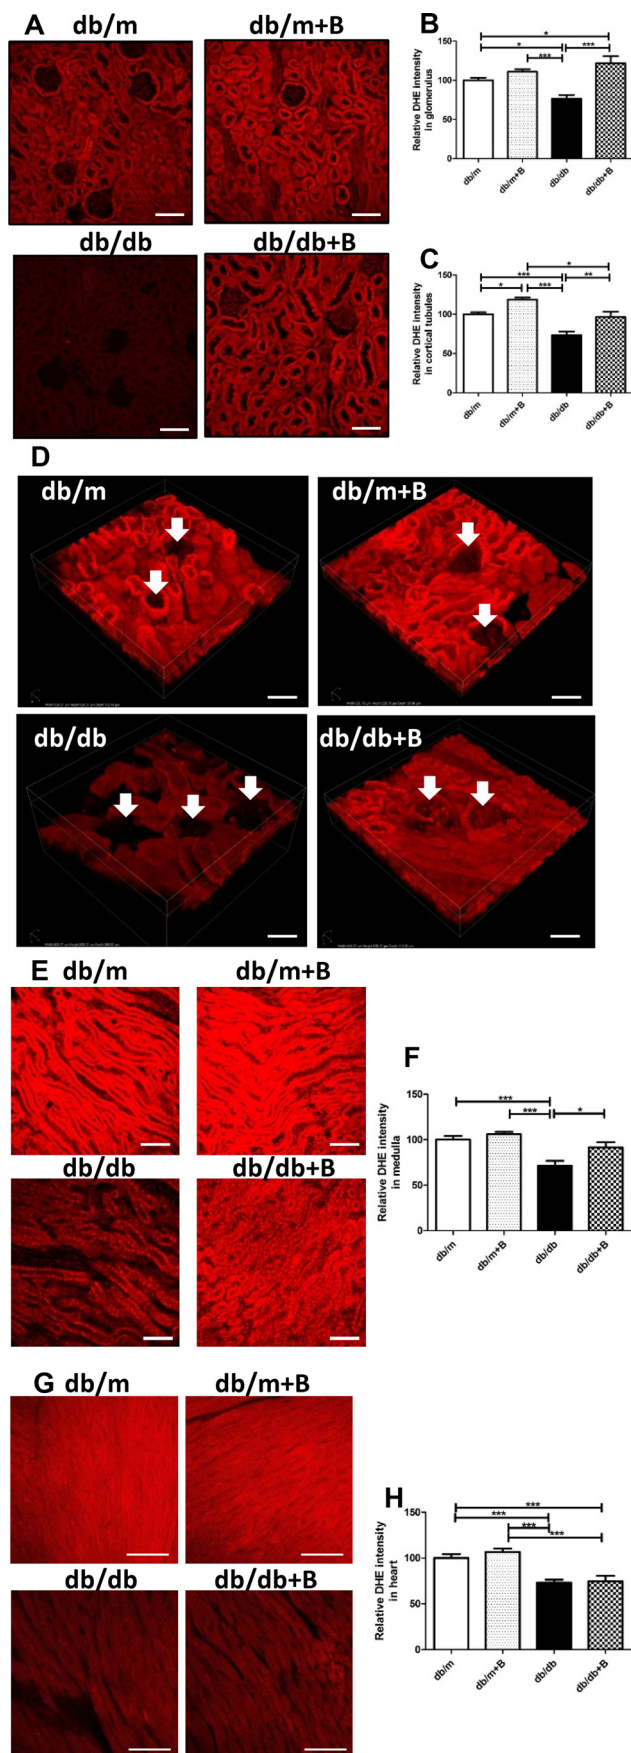 A
db/m
db/m+B
db/db
db/db+B
B
Relative DHE intensity
in glomerulus
150
100
50
0
*
*
***
***
db/m
db/m+B
db/db
db/db+B
C
Relative DHE intensity
in cortical tubules
150
100
50
0
*
***
**
*
***
db/m
db/m+B
db/db
db/db+B
D
db/m
db/m+B
db/db
db/db+B
E
db/m
db/m+B
db/db
db/db+B
F
Relative DHE intensity
in medulla
150
100
50
0
***
***
*
db/m
db/m+B
db/db
db/db+B
G
db/m
db/m+B
db/db
db/db+B
H
Relative DHE intensity
in heart
150
100
50
0
***
***
***
***
db/m
db/m+B
db/db
db/db+B